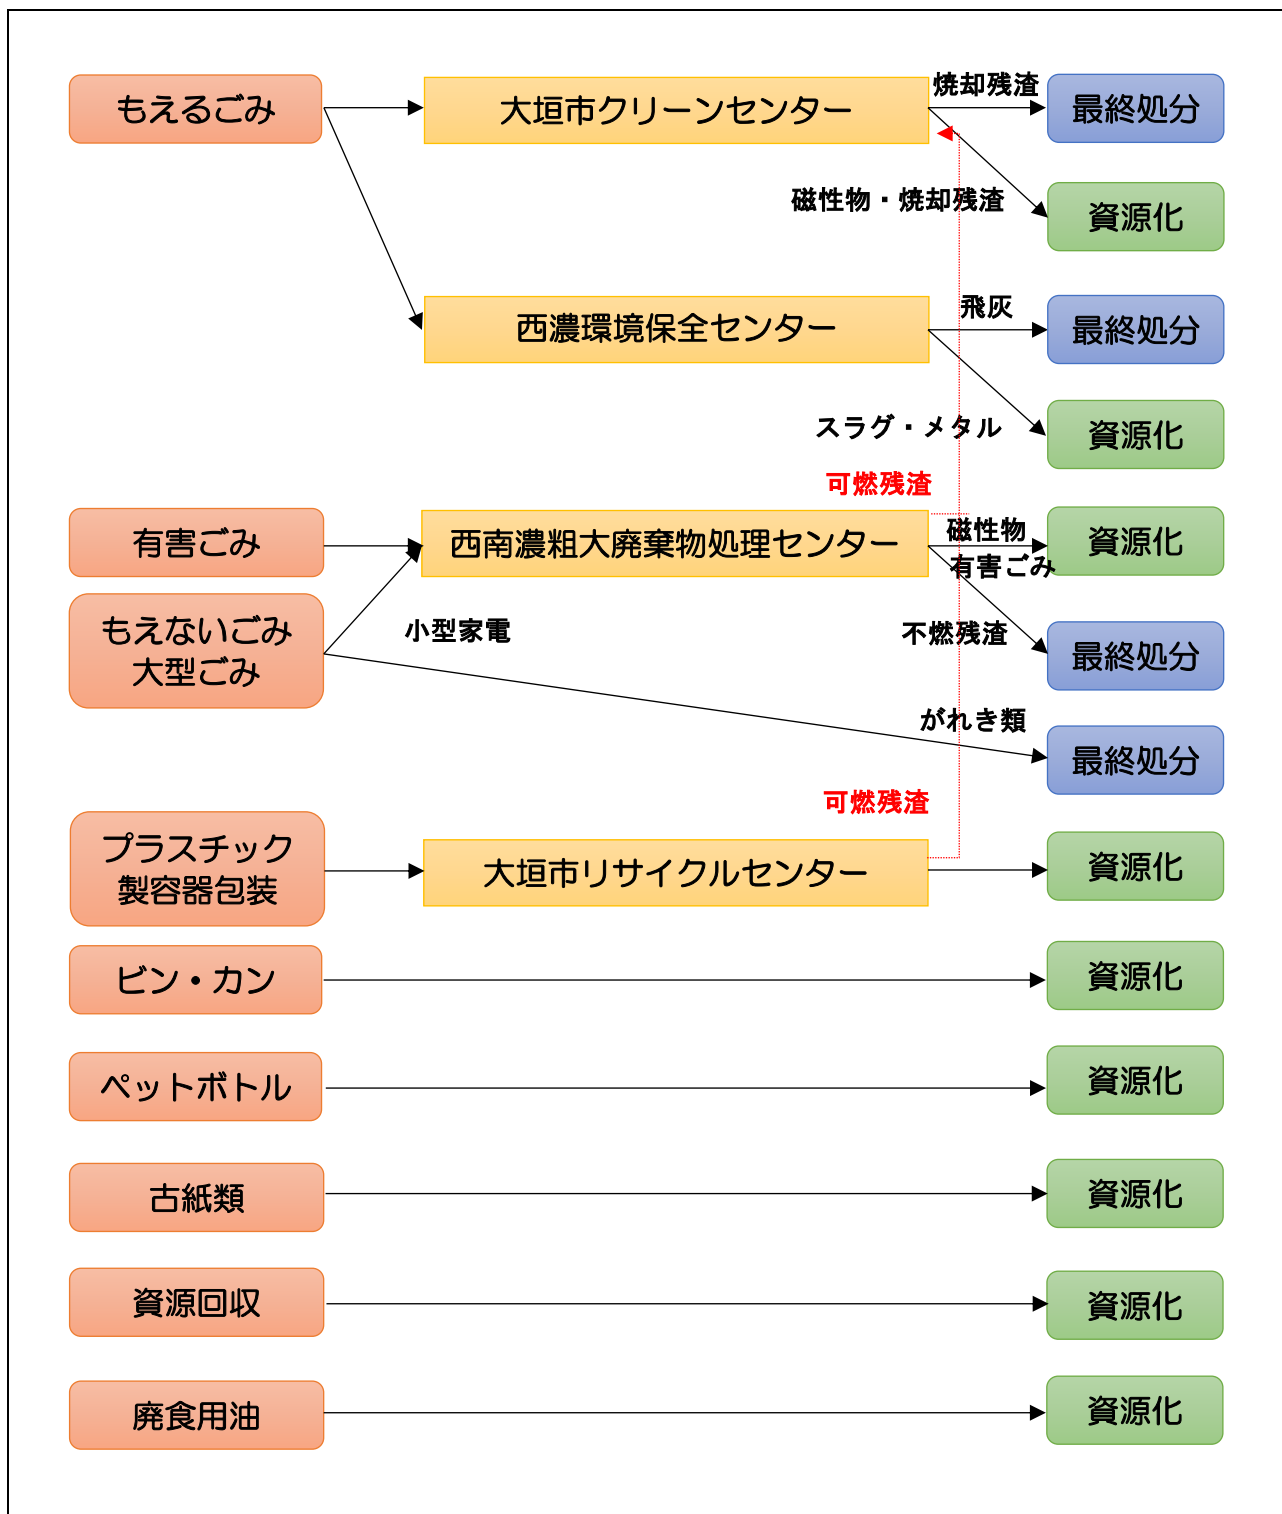 もえるごみ
大垣市クリーンセンター
焼却残渣
最終処分
磁性物・焼却残渣
資源化
西濃環境保全センター
飛灰
最終処分
スラグ・メタル
資源化
可燃残渣
有害ごみ
西南濃粗大廃棄物処理センター
磁性物
有害ごみ
資源化
もえないごみ
大型ごみ
小型家電
不燃残渣
最終処分
がれき類
最終処分
可燃残渣
プラスチック
製容器包装
大垣市リサイクルセンター
資源化
ビン・カン
資源化
ペットボトル
資源化
古紙類
資源化
資源回収
資源化
廃食用油
資源化